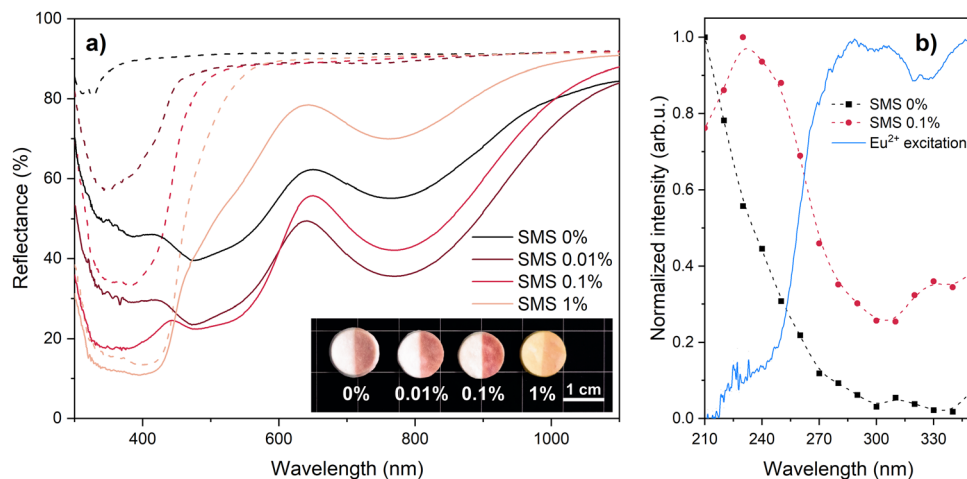 a)
Reflectance (%)
100
80
60
40
20
0
400
600
800
1000
Wavelength (nm)
SMS 0%
SMS 0.01%
SMS 0.1%
SMS 1%
0%
0.01%
0.1%
1%
1 cm
b)
Normalized intensity (arb.u.)
1.0
0.8
0.6
0.4
0.2
0.0
210
240
270
300
330
Wavelength (nm)
SMS 0%
SMS 0.1%
Eu²⁺ excitation